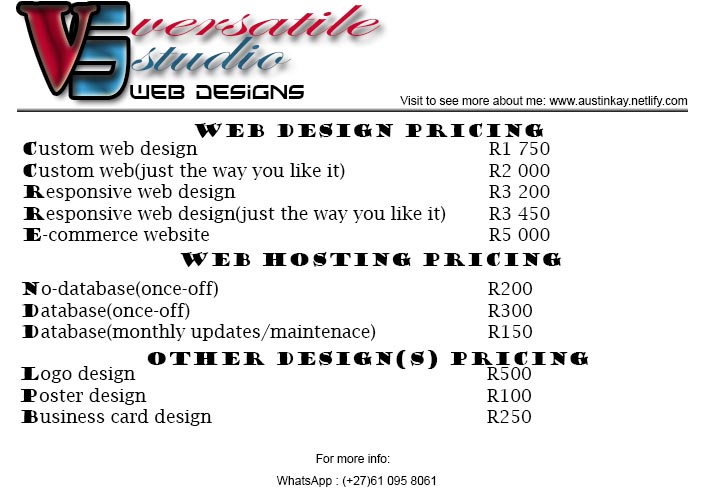 VS versatile
studio
WEB DESIGNS
Visit to see more about me: www.austinkay.netlify.com
WEB DESIGN PRICING
Custom web design R1 750
Custom web(just the way you like it) R2 000
Responsive web design R3 200
Responsive web design(just the way you like it) R3 450
E-commerce website R5 000
WEB HOSTING PRICING
No-database(once-off) R200
Database(once-off) R300
Database(monthly updates/maintenace) R150
OTHER DESIGN(S) PRICING
Logo design R500
Poster design R100
Business card design R250
For more info:
WhatsApp : (+27)61 095 8061